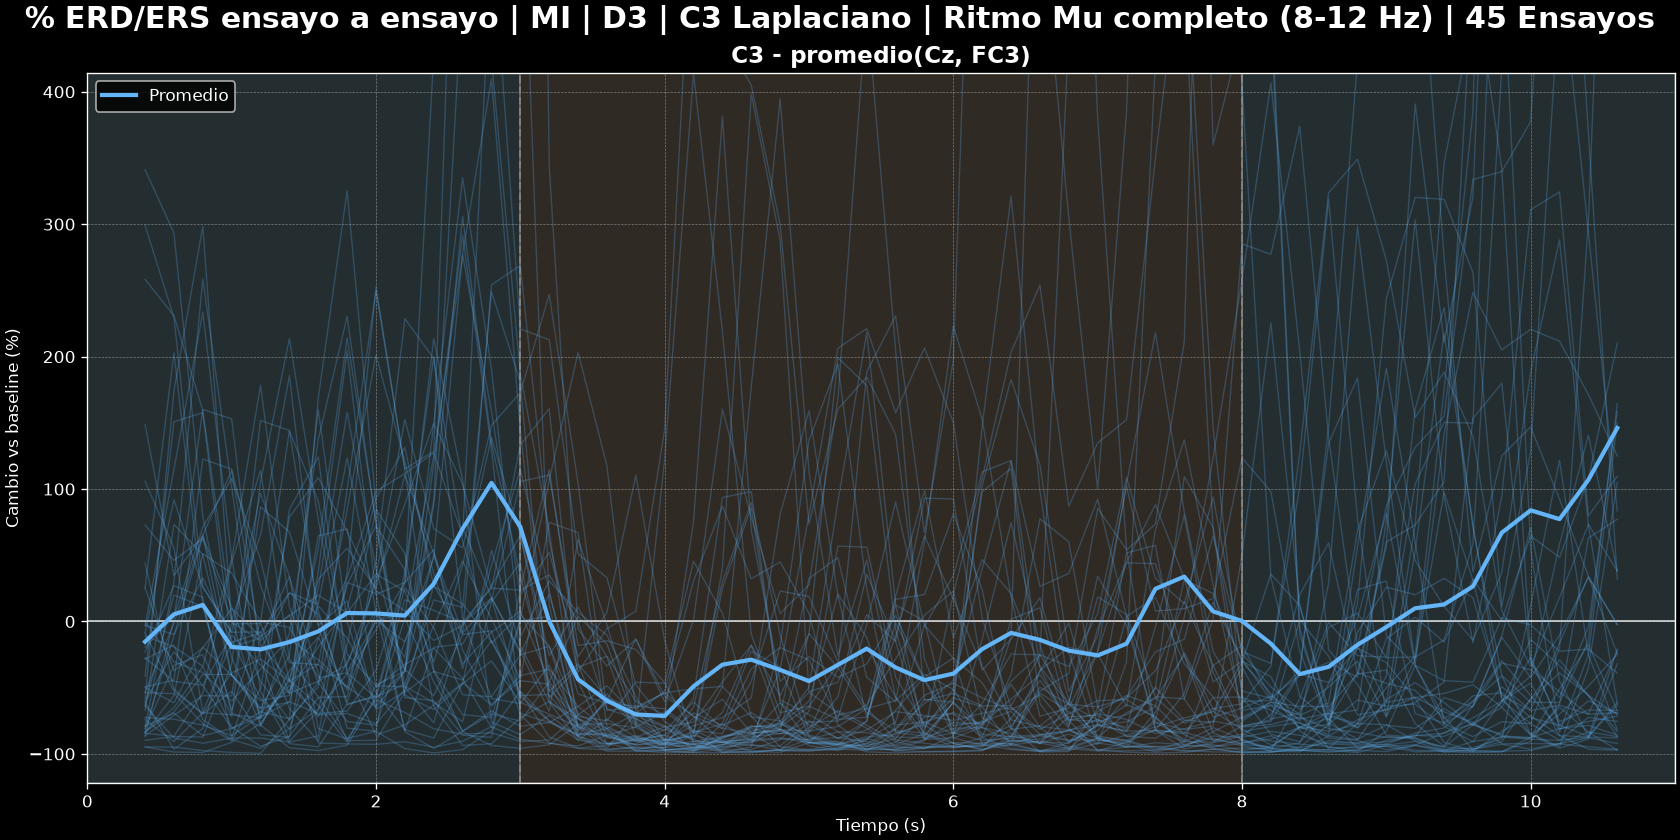 % ERD/ERS ensayo a ensayo | MI | D3 | C3 Laplaciano | Ritmo Mu completo (8-12 Hz) | 45 Ensayos
C3 - promedio(Cz, FC3)
Promedio
Cambio vs baseline (%)
400
300
200
100
0
−100
0 2 4 6 8 10
Tiempo (s)